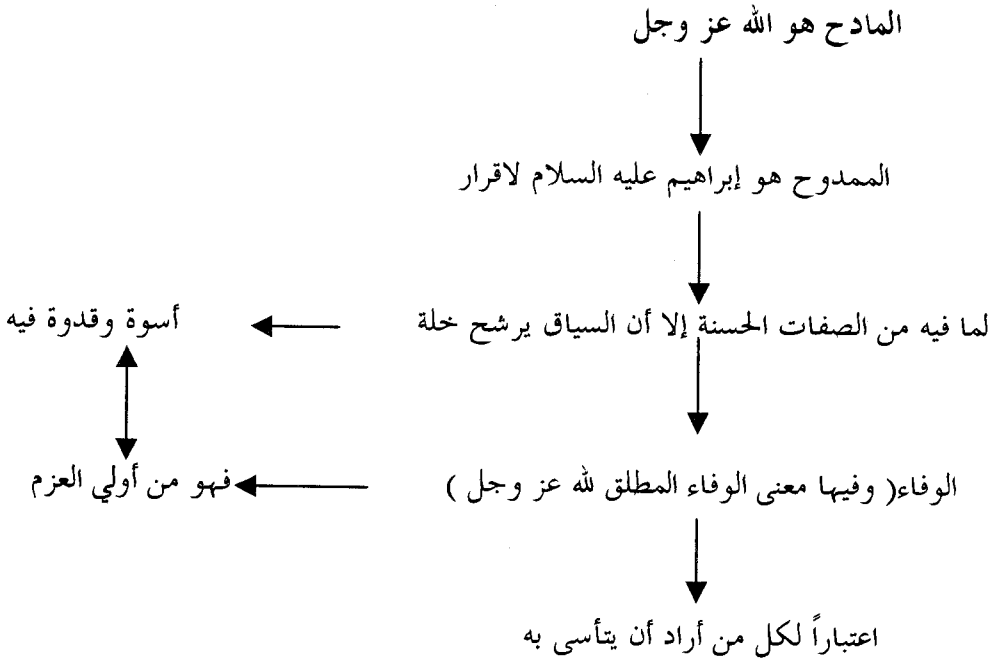 المادح هو الله عز وجل
الممدوح هو إبراهيم عليه السلام لاقرار
لما فيه من الصفات الحسنة إلا أن السياق يرشح خلة
أسوة وقدوة فيه
الوفاء( وفيها معنى الوفاء المطلق لله عز وجل )
فهو من أولي العزم
اعتباراً لكل من أراد أن يتأسى به